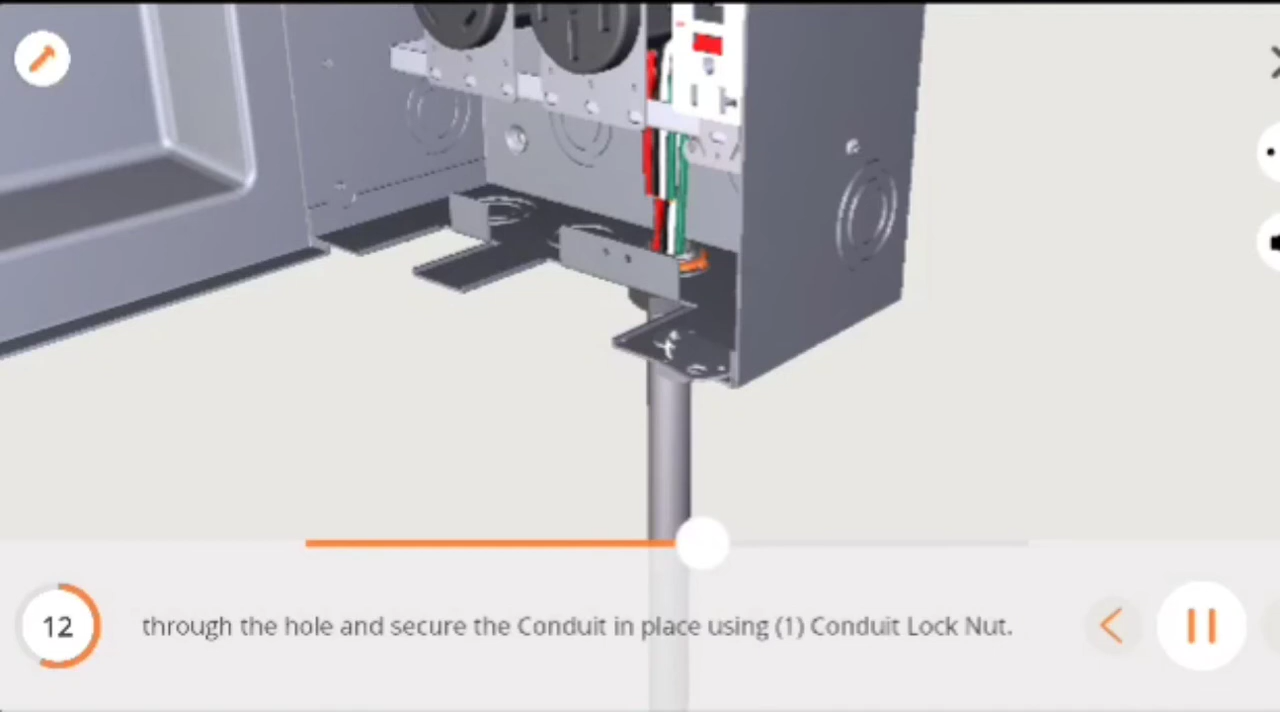 12
through the hole and secure the Conduit in place using (1) Conduit Lock Nut.